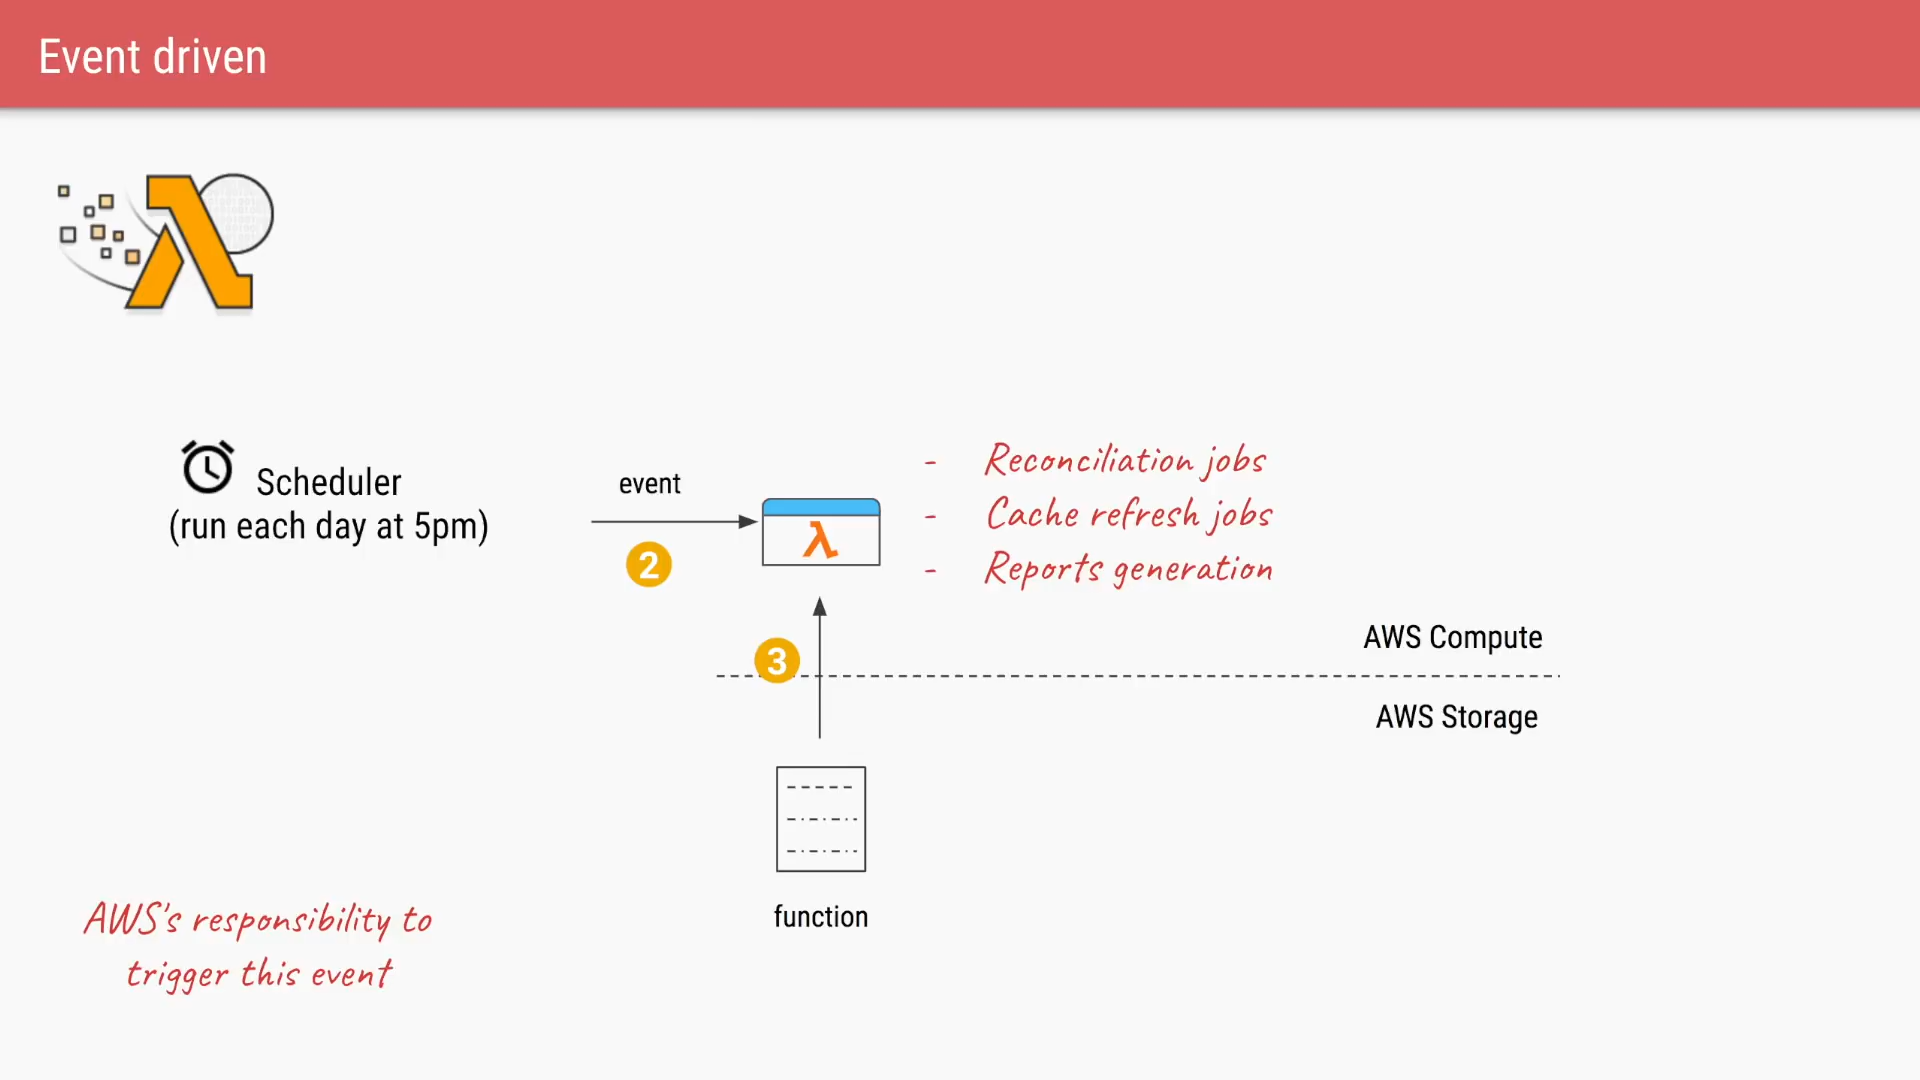 Event driven
Scheduler
(run each day at 5pm)
event
2
- Reconciliation jobs
- Cache refresh jobs
- Reports generation
3
AWS Compute
AWS Storage
function
AWS's responsibility to
trigger this event